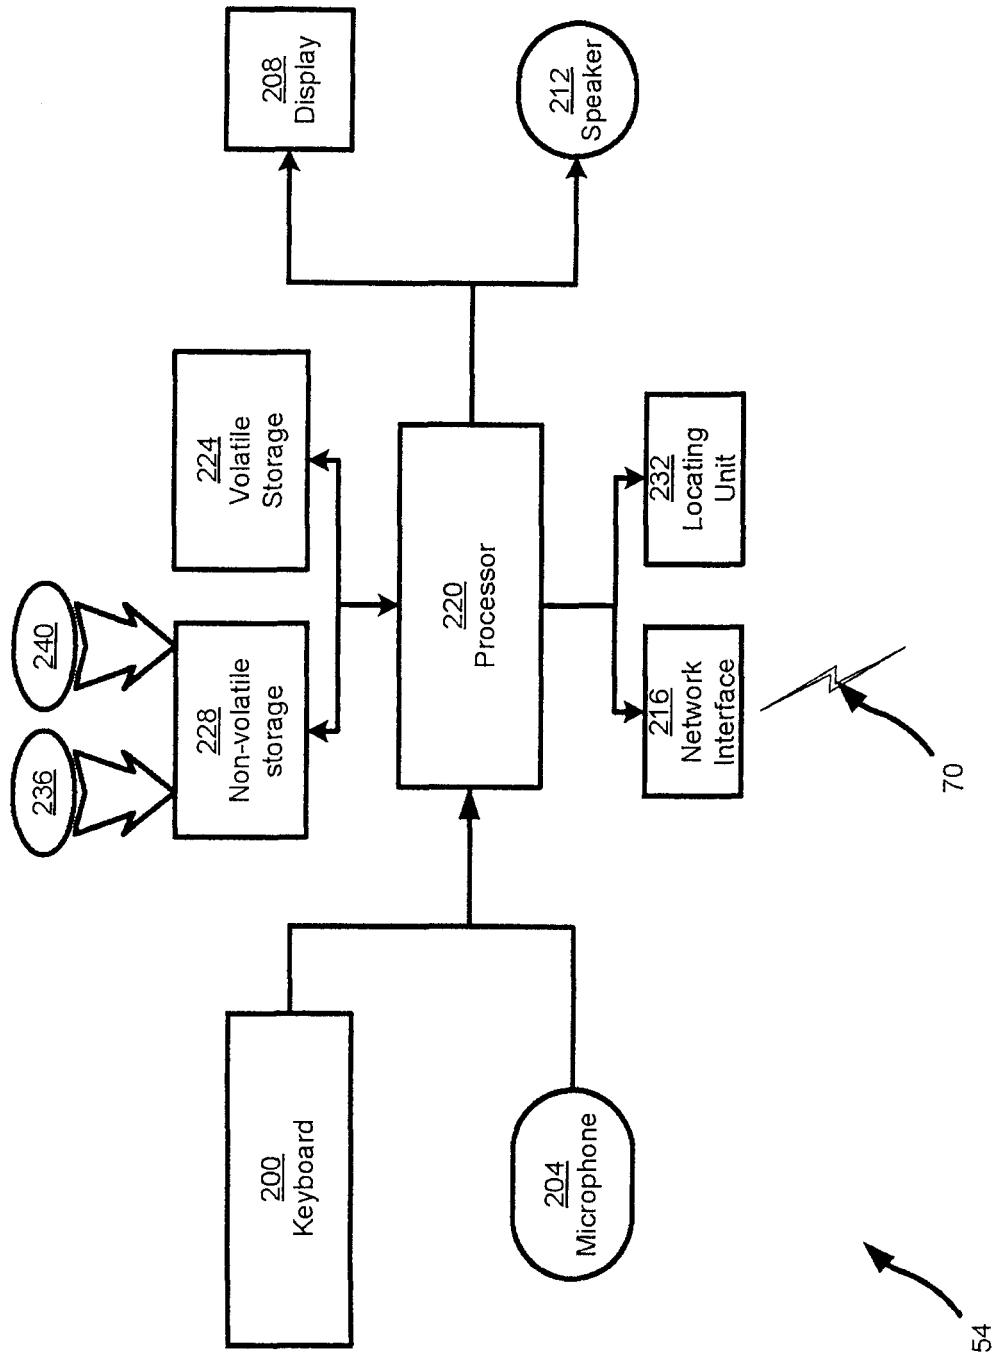 236
240
228
Non-volatile
storage
224
Volatile
Storage
208
Display
200
Keyboard
220
Processor
204
Microphone
212
Speaker
216
Network
Interface
232
Locating
Unit
70
54